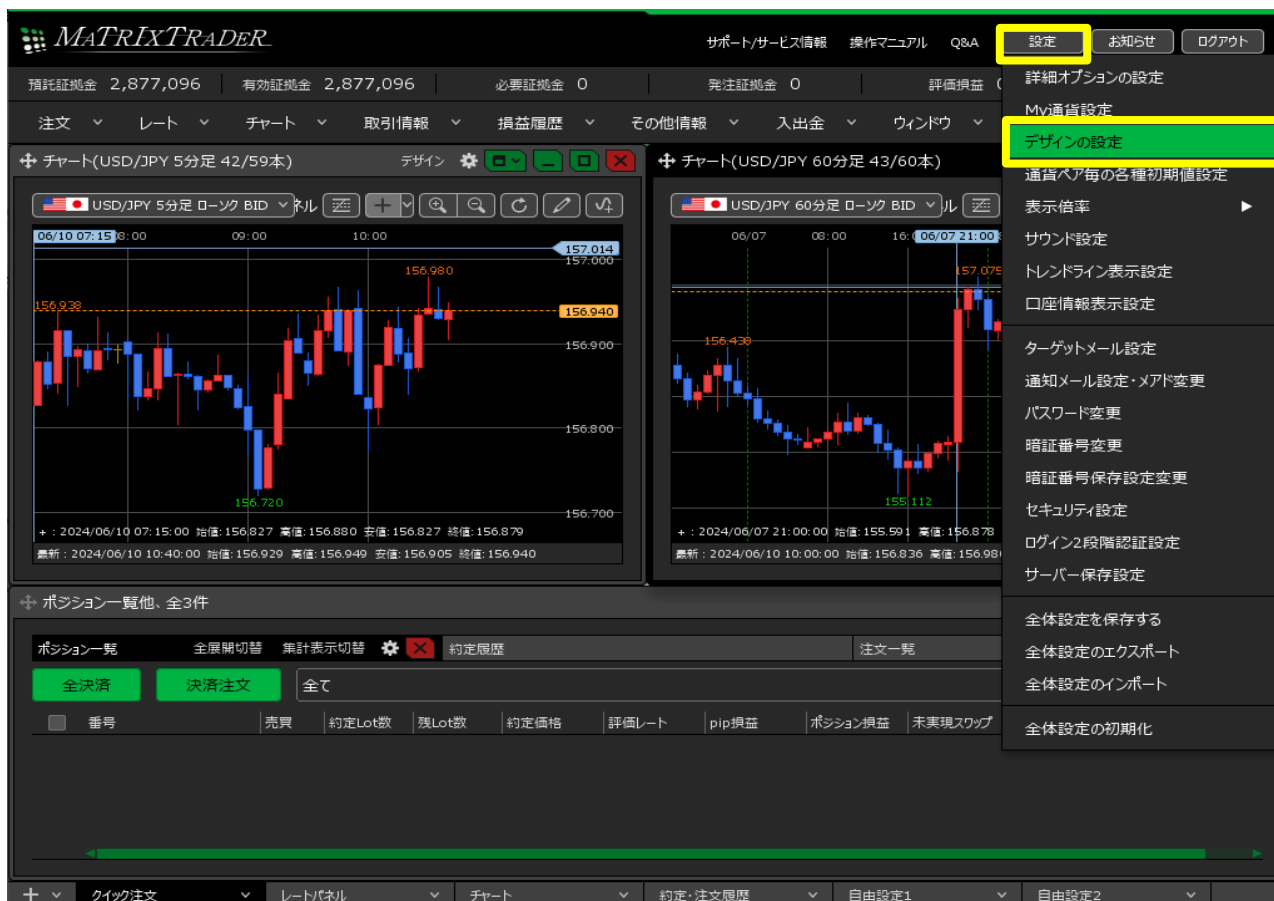 MATRIXTRADER
サポート/サービス情報 操作マニュアル Q&A 設定 お知らせ ログアウト
預託証拠金 2,877,096 有効証拠金 2,877,096 必要証拠金 0 発注証拠金 0 評価損益
注文 レート チャート 取引情報 損益履歴 その他情報 入出金 ウィンドウ
詳細オプションの設定
My通貨設定
デザインの設定
通貨ペア毎の各種初期値設定
表示倍率
サウンド設定
トレンドライン表示設定
口座情報表示設定
ターゲットメール設定
通知メール設定・メアド変更
パスワード変更
暗証番号変更
暗証番号保存設定変更
セキュリティ設定
ログイン2段階認証設定
サーバー保存設定
全体設定を保存する
全体設定のエクスポート
全体設定のインポート
全体設定の初期化
チャート(USD/JPY 5分足 42/59本) デザイン
USD/JPY 5分足 ローソク BID ネル
06/10 07:15 8:00 09:00 10:00
157.014
157.000
156.980
156.938
156.940
156.900
156.800
156.720
156.700
+ : 2024/06/10 07:15:00 始値:156.827 高値:156.880 安値:156.827 終値:156.879
最新 : 2024/06/10 10:40:00 始値:156.929 高値:156.949 安値:156.905 終値:156.940
チャート(USD/JPY 60分足 43/60本)
USD/JPY 60分足 ローソク BID ル
06/07 08:00 16: 06/07 21:00
157.075
156.438
155.112
+ : 2024/06/07 21:00:00 始値:155.591 高値:156.878
最新 : 2024/06/10 10:00:00 始値:156.836 高値:156.98
ポジション一覧他、全3件
ポジション一覧 全展開切替 集計表示切替 約定履歴 注文一覧
全決済 決済注文 全て
番号 売買 約定Lot数 残Lot数 約定価格 評価レート pip損益 ポジション損益 未実現スワップ
クイック注文 レートパネル チャート 約定・注文履歴 自由設定1 自由設定2